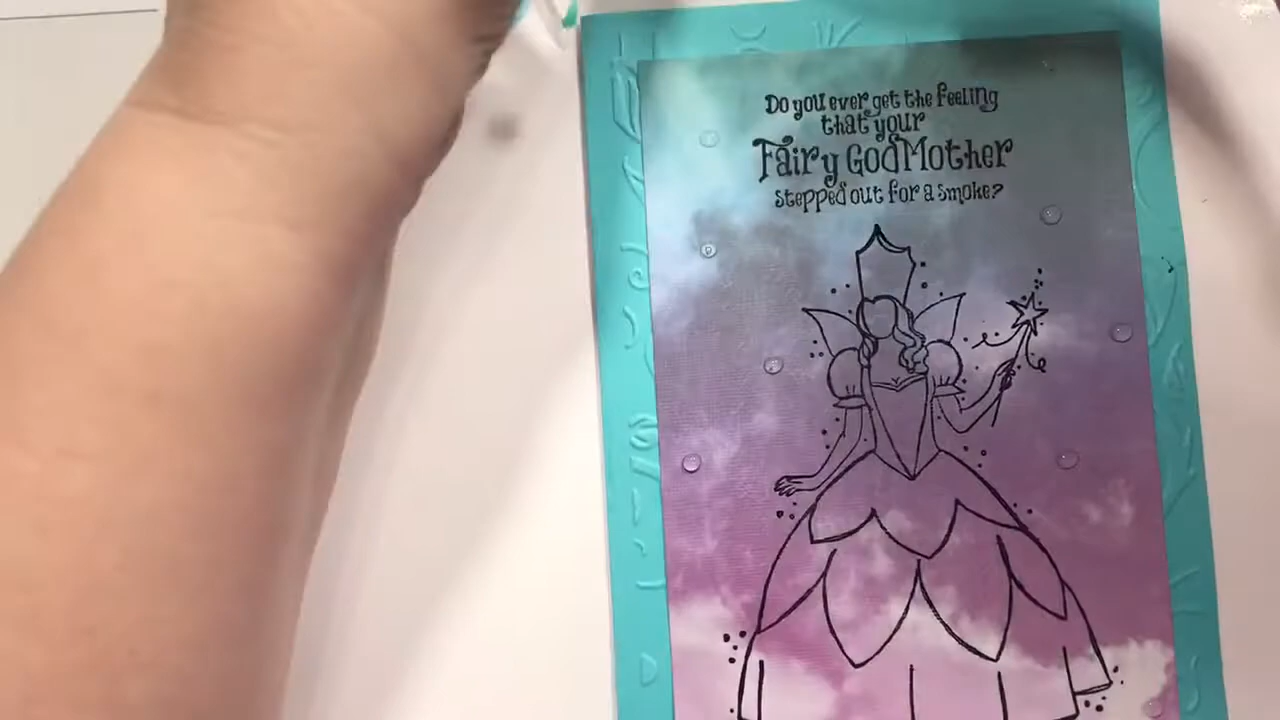 Do you ever get the feeling
that your
Fairy GodMother
stepped out for a smoke?